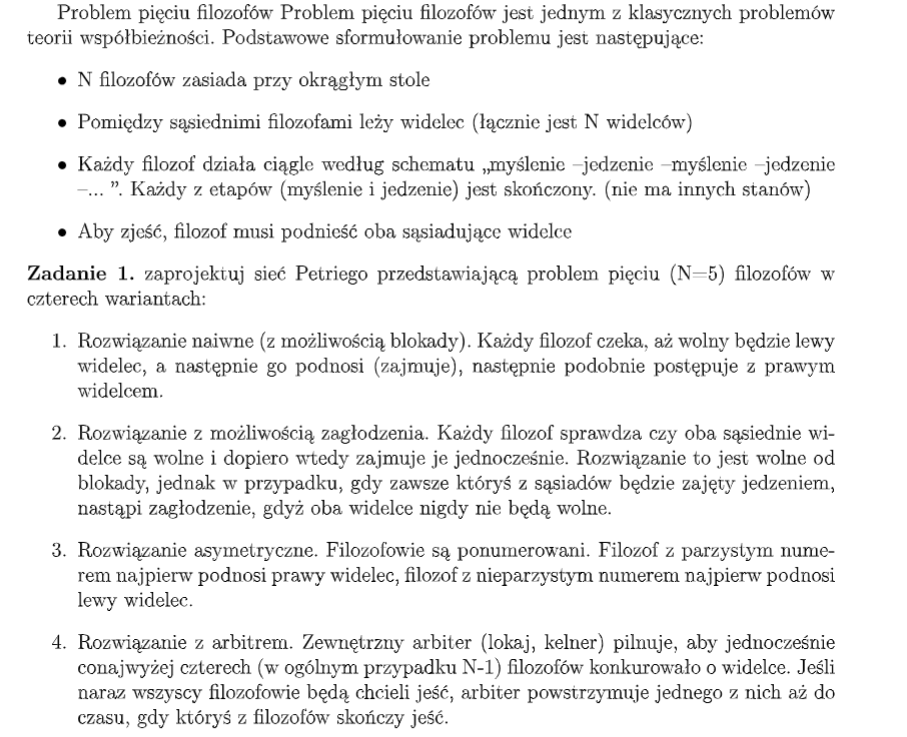 Problem pięciu filozofów Problem pięciu filozofów jest jednym z klasycznych problemów
teorii współbieżności. Podstawowe sformułowanie problemu jest następujące:
• N filozofów zasiada przy okrągłym stole
• Pomiędzy sąsiednimi filozofami leży widelec (łącznie jest N widelców)
• Każdy filozof działa ciągle według schematu „myślenie –jedzenie –myślenie –jedzenie
–... ”. Każdy z etapów (myślenie i jedzenie) jest skończony. (nie ma innych stanów)
• Aby zjeść, filozof musi podnieść oba sąsiadujące widelce
Zadanie 1. zaprojektuj sieć Petriego przedstawiającą problem pięciu (N=5) filozofów w
czterech wariantach:
1. Rozwiązanie naiwne (z możliwością blokady). Każdy filozof czeka, aż wolny będzie lewy
widelec, a następnie go podnosi (zajmuje), następnie podobnie postępuje z prawym
widelcem.
2. Rozwiązanie z możliwością zagłodzenia. Każdy filozof sprawdza czy oba sąsiednie wi-
delce są wolne i dopiero wtedy zajmuje je jednocześnie. Rozwiązanie to jest wolne od
blokady, jednak w przypadku, gdy zawsze któryś z sąsiadów będzie zajęty jedzeniem,
nastąpi zagłodzenie, gdyż oba widelce nigdy nie będą wolne.
3. Rozwiązanie asymetryczne. Filozofowie są ponumerowani. Filozof z parzystym nume-
rem najpierw podnosi prawy widelec, filozof z nieparzystym numerem najpierw podnosi
lewy widelec.
4. Rozwiązanie z arbitrem. Zewnętrzny arbiter (lokaj, kelner) pilnuje, aby jednocześnie
conajwyżej czterech (w ogólnym przypadku N-1) filozofów konkurowało o widelce. Jeśli
naraz wszyscy filozofowie będą chcieli jeść, arbiter powstrzymuje jednego z nich aż do
czasu, gdy któryś z filozofów skończy jeść.